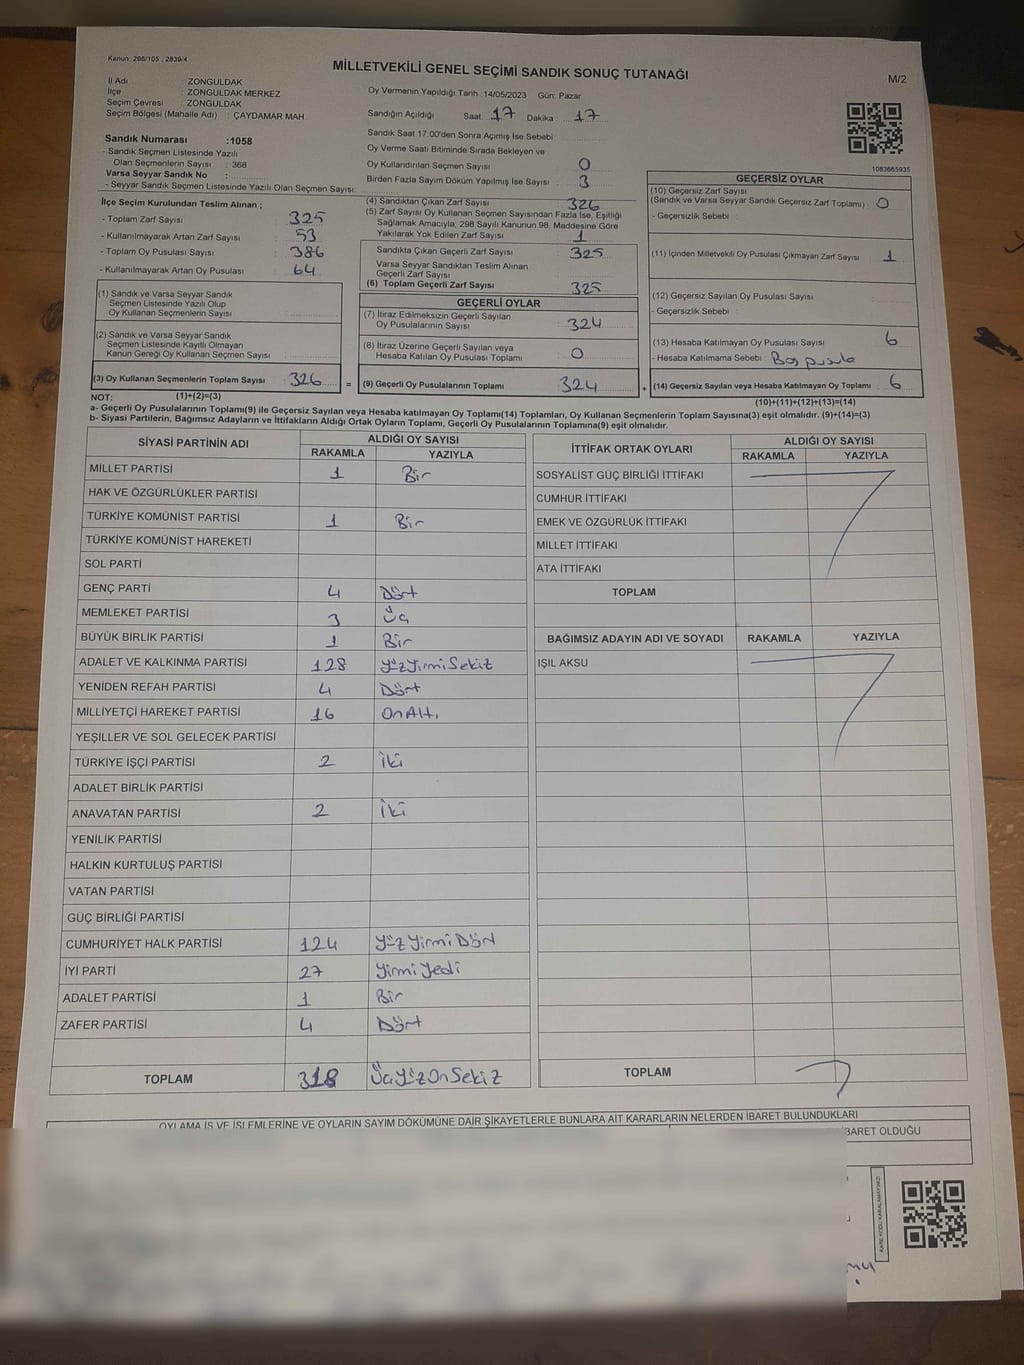 Kanun: 298/105 , 2839/4
MİLLETVEKİLİ GENEL SEÇİMİ SANDIK SONUÇ TUTANAĞI
M/2
İl Adı ZONGULDAK
İlçe ZONGULDAK MERKEZ
Seçim Çevresi ZONGULDAK
Seçim Bölgesi (Mahalle Adı) : ÇAYDAMAR MAH.
Sandık Numarası :1058
- Sandık Seçmen Listesinde Yazılı
Olan Seçmenlerin Sayısı : 368
Varsa Seyyar Sandık No :
- Seyyar Sandık Seçmen Listesinde Yazılı Olan Seçmen Sayısı:
Oy Vermenin Yapıldığı Tarih :14/05/2023 Gün: Pazar
Sandığın Açıldığı Saat 17 Dakika : 17
Sandık Saat 17:00'den Sonra Açımış İse Sebebi :
Oy Verme Saati Bitiminde Sırada Bekleyen ve
Oy Kullandırılan Seçmen Sayısı 0
Birden Fazla Sayım Döküm Yapılmış İse Sayısı 3
1083665935
İlçe Seçim Kurulundan Teslim Alınan ;
- Toplam Zarf Sayısı 325
- Kullanılmayarak Artan Zarf Sayısı 53
- Toplam Oy Pusulası Sayısı 386
- Kullanılmayarak Artan Oy Pusulası 64
(1) Sandık ve Varsa Seyyar Sandık
Seçmen Listesinde Yazılı Olup
Oy Kullanan Seçmenlerin Sayısı
(2) Sandık ve Varsa Seyyar Sandık
Seçmen Listesinde Kayıtlı Olmayan
Kanun Gereği Oy Kullanan Seçmen Sayısı
(3) Oy Kullanan Seçmenlerin Toplam Sayısı 326 =
(1)+(2)=(3)
(4) Sandıktan Çıkan Zarf Sayısı 326
(5) Zarf Sayısı Oy Kullanan Seçmen Sayısından Fazla İse, Eşitliği
Sağlamak Amacıyla, 298 Sayılı Kanunun 98. Maddesine Göre
Yakılarak Yok Edilen Zarf Sayısı 1
Sandıkta Çıkan Geçerli Zarf Sayısı 325
Varsa Seyyar Sandıktan Teslim Alınan
Geçerli Zarf Sayısı
(6) Toplam Geçerli Zarf Sayısı 325
GEÇERLİ OYLAR
(7) İtiraz Edilmeksizin Geçerli Sayılan
Oy Pusulalarının Sayısı 324
(8) İtiraz Üzerine Geçerli Sayılan veya
Hesaba Katılan Oy Pusulası Toplamı 0
(9) Geçerli Oy Pusulalarının Toplamı 324 +
GEÇERSİZ OYLAR
(10) Geçersiz Zarf Sayısı
(Sandık ve Varsa Seyyar Sandık Geçersiz Zarf Toplamı) : 0
- Geçersizlik Sebebi :
(11) İçinden Milletvekili Oy Pusulası Çıkmayan Zarf Sayısı 1
(12) Geçersiz Sayılan Oy Pusulası Sayısı
- Geçersizlik Sebebi
(13) Hesaba Katılmayan Oy Pusulası Sayısı 6
- Hesaba Katılmama Sebebi : Boş pusula
(14) Geçersiz Sayılan veya Hesaba Katılmayan Oy Toplamı 6
(10)+(11)+(12)+(13)=(14)
NOT:
a- Geçerli Oy Pusulalarının Toplamı(9) ile Geçersiz Sayılan veya Hesaba katılmayan Oy Toplamı(14) Toplamları, Oy Kullanan Seçmenlerin Toplam Sayısına(3) eşit olmalıdır. (9)+(14)=(3)
b- Siyasi Partilerin, Bağımsız Adayların ve İttifakların Aldığı Ortak Oyların Toplamı, Geçerli Oy Pusulalarının Toplamına(9) eşit olmalıdır.
SİYASİ PARTİNİN ADI ALDIĞI OY SAYISI
RAKAMLA YAZIYLA
MİLLET PARTİSİ 1 Bir
HAK VE ÖZGÜRLÜKLER PARTİSİ
TÜRKİYE KOMÜNİST PARTİSİ 1 Bir
TÜRKİYE KOMÜNİST HAREKETİ
SOL PARTİ
GENÇ PARTİ 4 Dört
MEMLEKET PARTİSİ 3 Üç
BÜYÜK BİRLİK PARTİSİ 1 Bir
ADALET VE KALKINMA PARTİSİ 128 YüzYirmiSekiz
YENİDEN REFAH PARTİSİ 4 Dört
MİLLİYETÇİ HAREKET PARTİSİ 16 OnAltı
YEŞİLLER VE SOL GELECEK PARTİSİ
TÜRKİYE İŞÇİ PARTİSİ 2 İki
ADALET BİRLİK PARTİSİ
ANAVATAN PARTİSİ 2 İki
YENİLİK PARTİSİ
HALKIN KURTULUŞ PARTİSİ
VATAN PARTİSİ
GÜÇ BİRLİĞİ PARTİSİ
CUMHURİYET HALK PARTİSİ 124 YüzYirmiDört
İYİ PARTİ 27 YirmiYedi
ADALET PARTİSİ 1 Bir
ZAFER PARTİSİ 4 Dört
TOPLAM 318 ÜçYüzOnSekiz
İTTİFAK ORTAK OYLARI ALDIĞI OY SAYISI
RAKAMLA YAZIYLA
SOSYALİST GÜÇ BİRLİĞİ İTTİFAKI
CUMHUR İTTİFAKI
EMEK VE ÖZGÜRLÜK İTTİFAKI
MİLLET İTTİFAKI
ATA İTTİFAKI
TOPLAM
BAĞIMSIZ ADAYIN ADI VE SOYADI RAKAMLA YAZIYLA
IŞIL AKSU
TOPLAM
OYLAMA İŞ VE İŞLEMLERİNE VE OYLARIN SAYIM DÖKÜMÜNE DAİR ŞİKAYETLERLE BUNLARA AİT KARARLARIN NELERDEN İBARET BULUNDUKLARI
BARET OLDUĞU